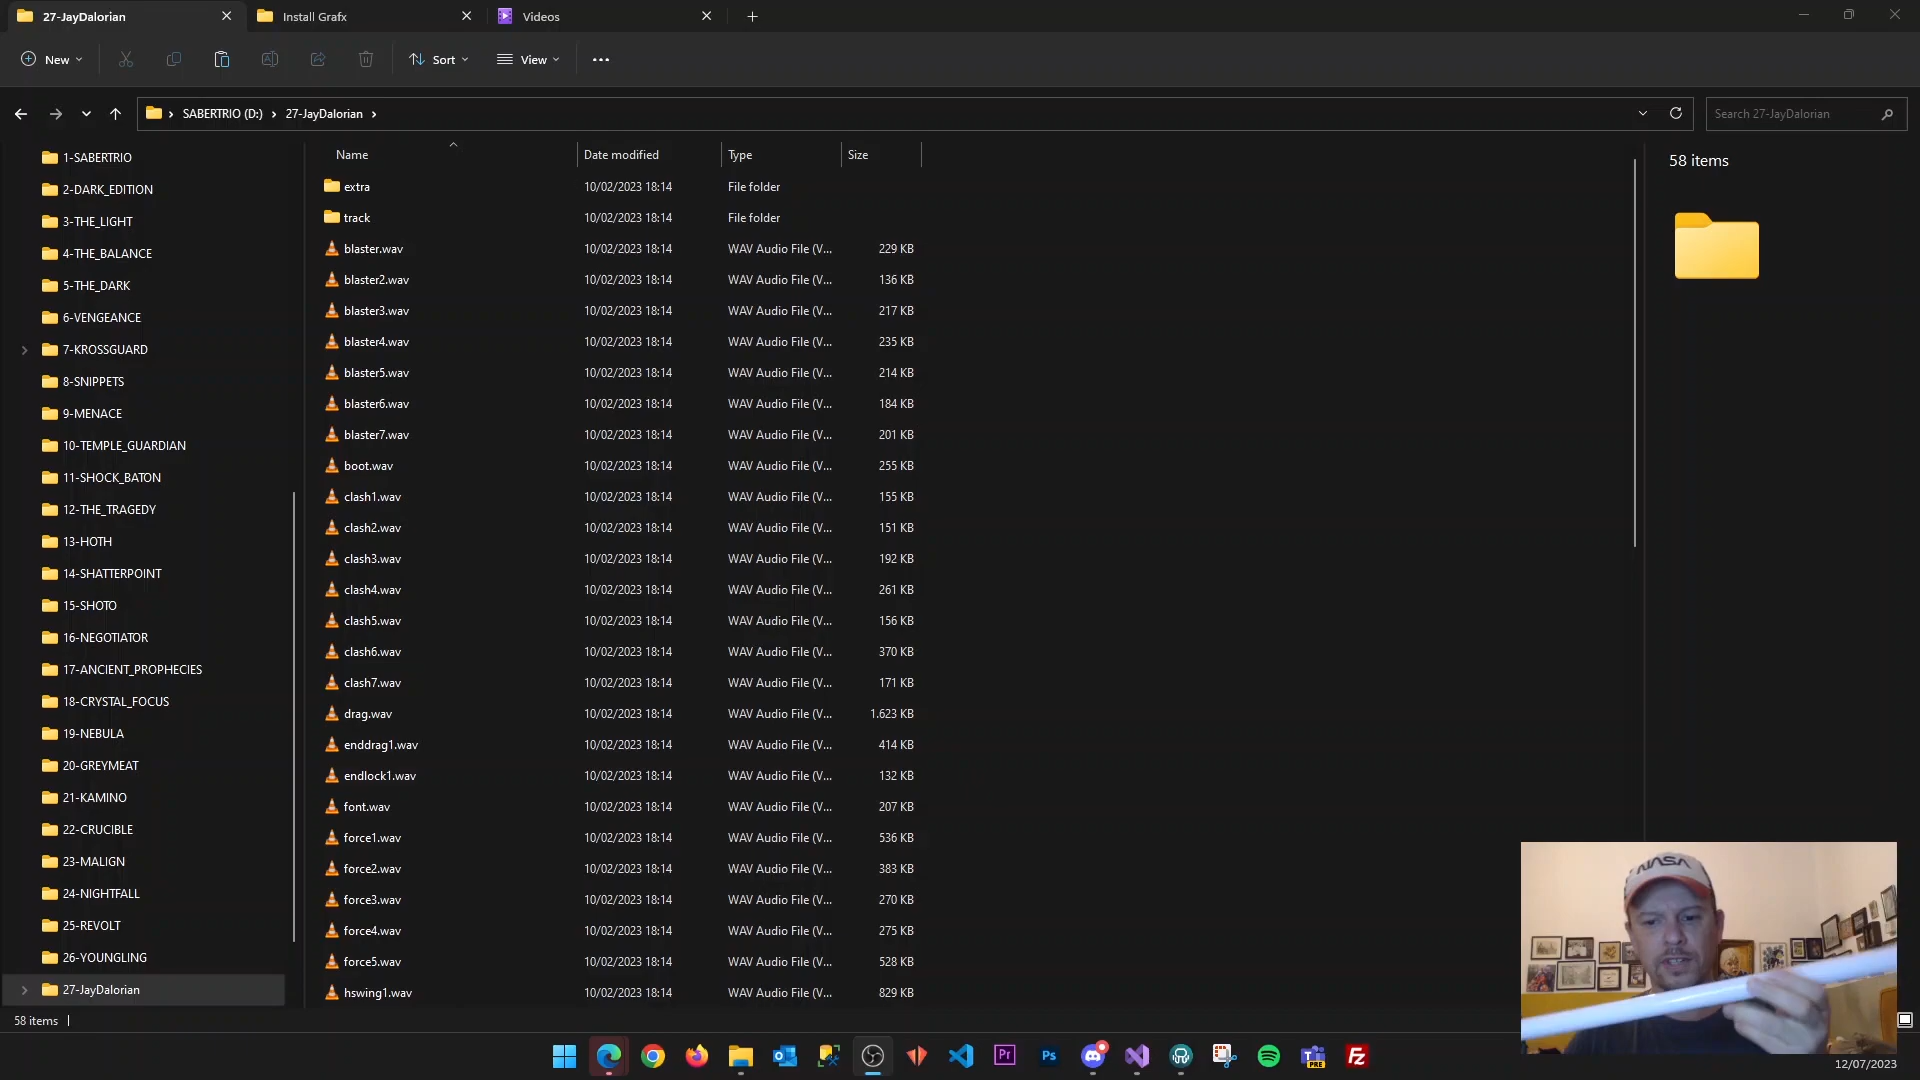 27-JayDalorian
Install Grafx
Videos
New
Sort
View
SABERTRIO (D:)
27-JayDalorian
Search 27-JayDalorian
1-SABERTRIO
2-DARK_EDITION
3-THE_LIGHT
4-THE_BALANCE
5-THE_DARK
6-VENGEANCE
7-KROSSGUARD
8-SNIPPETS
9-MENACE
10-TEMPLE_GUARDIAN
11-SHOCK_BATON
12-THE_TRAGEDY
13-HOTH
14-SHATTERPOINT
15-SHOTO
16-NEGOTIATOR
17-ANCIENT_PROPHECIES
18-CRYSTAL_FOCUS
19-NEBULA
20-GREYMEAT
21-KAMINO
22-CRUCIBLE
23-MALIGN
24-NIGHTFALL
25-REVOLT
26-YOUNGLING
27-JayDalorian
Name Date modified Type Size
extra 10/02/2023 18:14 File folder
track 10/02/2023 18:14 File folder
blaster.wav 10/02/2023 18:14 WAV Audio File (V... 229 KB
blaster2.wav 10/02/2023 18:14 WAV Audio File (V... 136 KB
blaster3.wav 10/02/2023 18:14 WAV Audio File (V... 217 KB
blaster4.wav 10/02/2023 18:14 WAV Audio File (V... 235 KB
blaster5.wav 10/02/2023 18:14 WAV Audio File (V... 214 KB
blaster6.wav 10/02/2023 18:14 WAV Audio File (V... 184 KB
blaster7.wav 10/02/2023 18:14 WAV Audio File (V... 201 KB
boot.wav 10/02/2023 18:14 WAV Audio File (V... 255 KB
clash1.wav 10/02/2023 18:14 WAV Audio File (V... 155 KB
clash2.wav 10/02/2023 18:14 WAV Audio File (V... 151 KB
clash3.wav 10/02/2023 18:14 WAV Audio File (V... 192 KB
clash4.wav 10/02/2023 18:14 WAV Audio File (V... 261 KB
clash5.wav 10/02/2023 18:14 WAV Audio File (V... 156 KB
clash6.wav 10/02/2023 18:14 WAV Audio File (V... 370 KB
clash7.wav 10/02/2023 18:14 WAV Audio File (V... 171 KB
drag.wav 10/02/2023 18:14 WAV Audio File (V... 1.623 KB
enddrag1.wav 10/02/2023 18:14 WAV Audio File (V... 414 KB
endlock1.wav 10/02/2023 18:14 WAV Audio File (V... 132 KB
font.wav 10/02/2023 18:14 WAV Audio File (V... 207 KB
force1.wav 10/02/2023 18:14 WAV Audio File (V... 536 KB
force2.wav 10/02/2023 18:14 WAV Audio File (V... 383 KB
force3.wav 10/02/2023 18:14 WAV Audio File (V... 270 KB
force4.wav 10/02/2023 18:14 WAV Audio File (V... 275 KB
force5.wav 10/02/2023 18:14 WAV Audio File (V... 528 KB
hswing1.wav 10/02/2023 18:14 WAV Audio File (V... 829 KB
58 items
NASA
58 items
Pr
Ps
PRE
Fz
12/07/2023